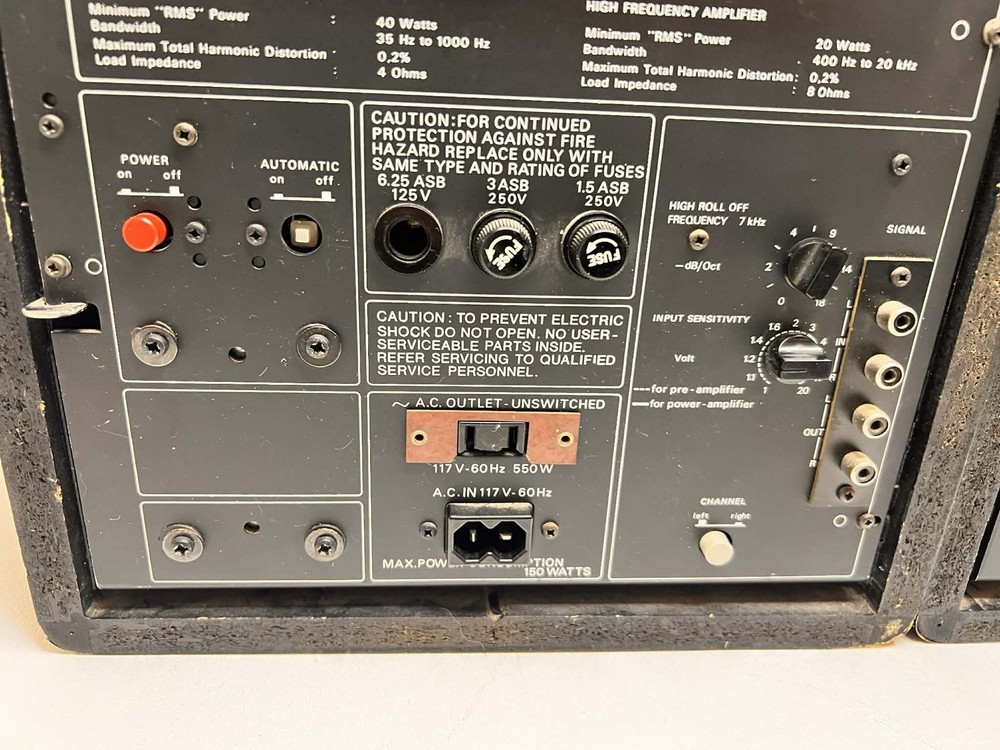 Minimum "RMS" Power : 40 Watts
Bandwidth 35 Hz to 1000 Hz
Maximum Total Harmonic Distortion : 0,2%
Load Impedance : 4 Ohms
HIGH FREQUENCY AMPLIFIER
Minimum "RMS" Power 20 Watts
Bandwidth 400 Hz to 20 kHz
Maximum Total Harmonic Distortion : 0,2%
Load Impedance : 8 Ohms
POWER
on off
AUTOMATIC
on off
CAUTION:FOR CONTINUED
PROTECTION AGAINST FIRE
HAZARD REPLACE ONLY WITH
SAME TYPE AND RATING OF FUSES
6.25 ASB 3 ASB 1.5 ASB
125V 250V 250V
FUSE FUSE
CAUTION : TO PREVENT ELECTRIC
SHOCK DO NOT OPEN. NO USER-
SERVICEABLE PARTS INSIDE.
REFER SERVICING TO QUALIFIED
SERVICE PERSONNEL.
~ A.C. OUTLET-UNSWITCHED
117V-60Hz 550W
A.C. IN 117V-60Hz
MAX.POWER CONSUMPTION
150 WATTS
HIGH ROLL OFF
FREQUENCY 7 kHz
—dB/Oct
0 2 4 9 14 18
INPUT SENSITIVITY
Volt
1 1.1 1.2 1.4 1.6 2 3 4 20
---for pre-amplifier
—for power-amplifier
SIGNAL
L
IN
R
L
OUT
R
CHANNEL
left right